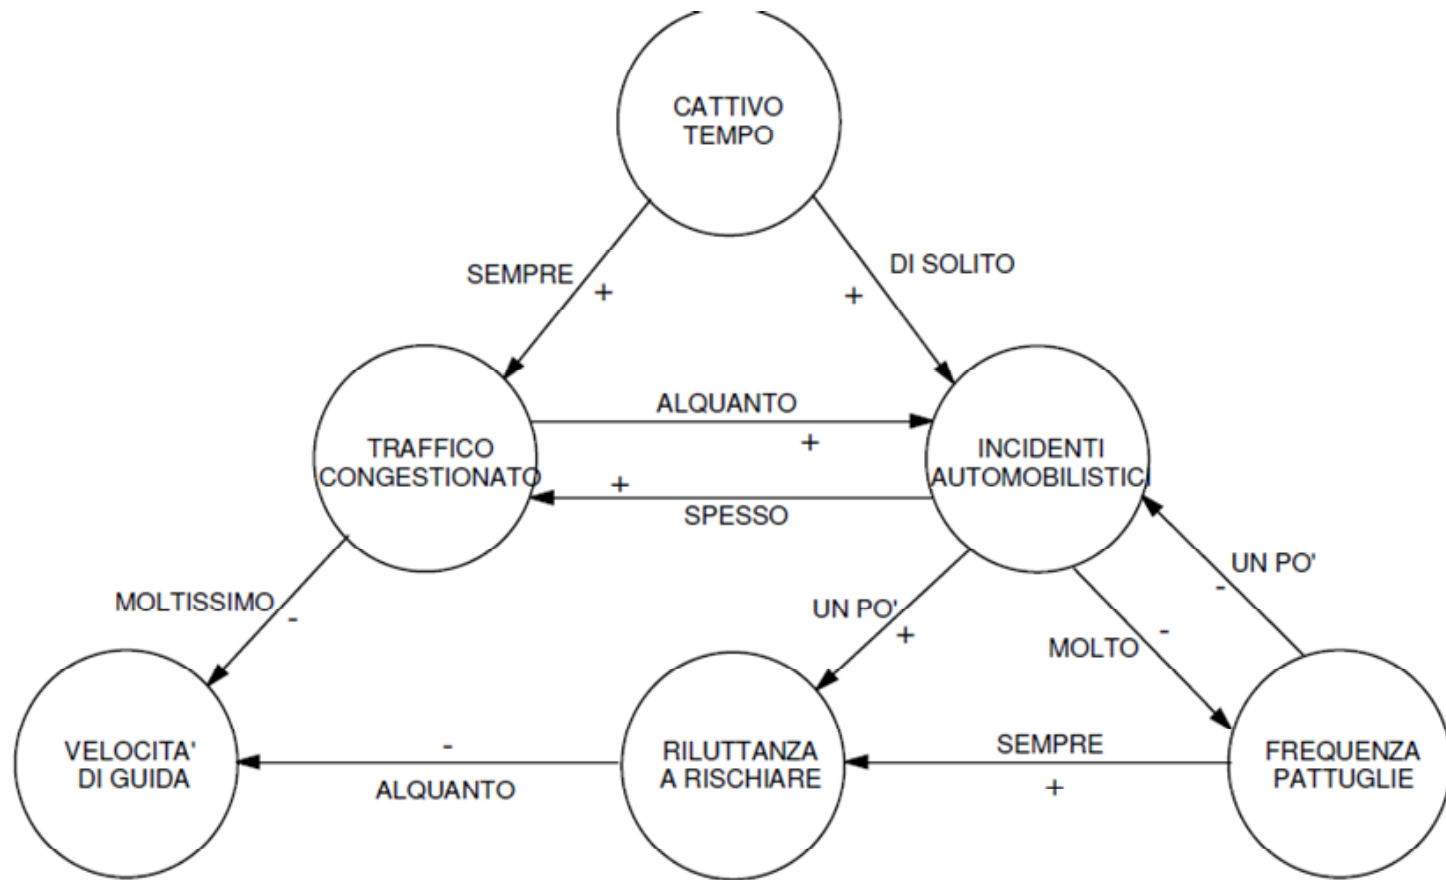 CATTIVO
TEMPO
SEMPRE
+
+
DI SOLITO
ALQUANTO
+
TRAFFICO
CONGESTIONATO
INCIDENTI
AUTOMOBILISTICI
+
SPESSO
MOLTISSIMO
-
UN PO'
+
MOLTO
-
UN PO'
-
VELOCITA'
DI GUIDA
-
ALQUANTO
RILUTTANZA
A RISCHIARE
SEMPRE
+
FREQUENZA
PATTUGLIE